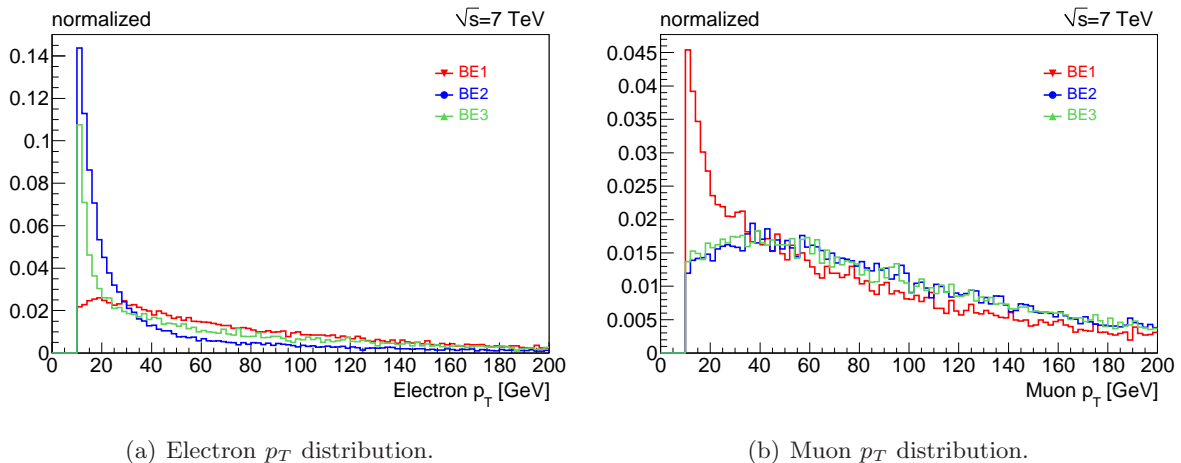 normalized √s=7 TeV
0.14
0.12
0.1
0.08
0.06
0.04
0.02
0
BE1
BE2
BE3
0 20 40 60 80 100 120 140 160 180 200
Electron p_T [GeV]
(a) Electron p_T distribution.
normalized √s=7 TeV
0.045
0.04
0.035
0.03
0.025
0.02
0.015
0.01
0.005
0
BE1
BE2
BE3
0 20 40 60 80 100 120 140 160 180 200
Muon p_T [GeV]
(b) Muon p_T distribution.